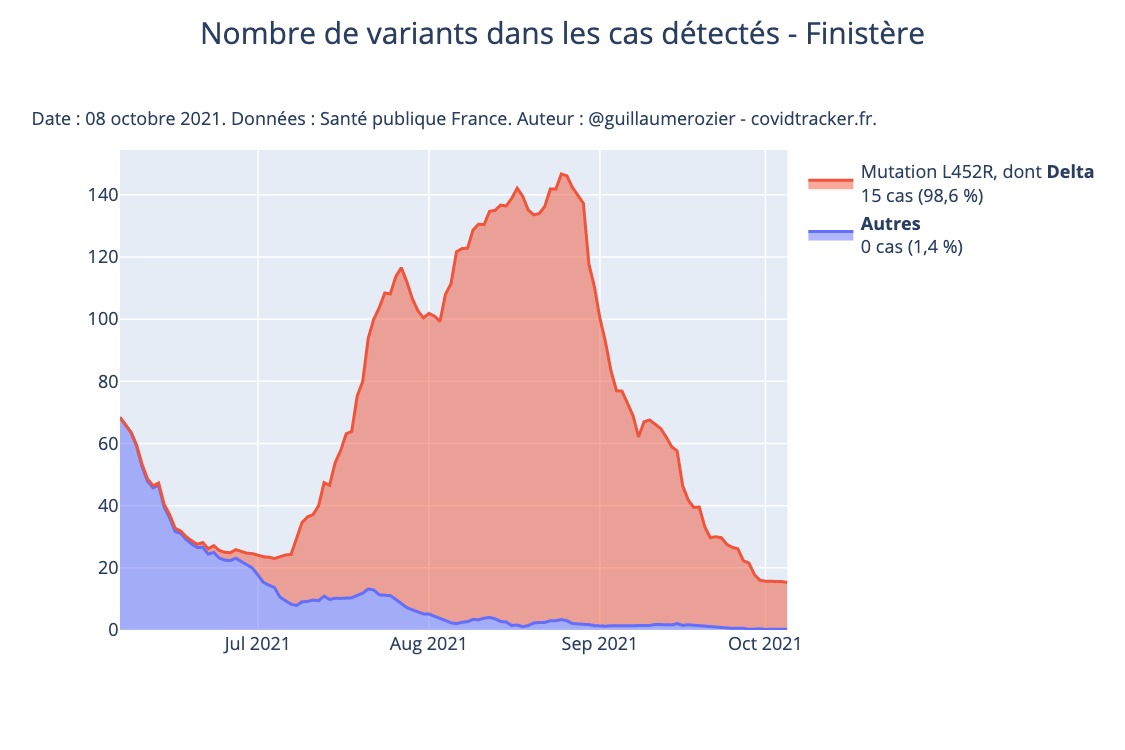 Nombre de variants dans les cas détectés - Finistère
Date : 08 octobre 2021. Données : Santé publique France. Auteur : @guillaumerozier - covidtracker.fr.
Mutation L452R, dont Delta
15 cas (98,6 %)
Autres
0 cas (1,4 %)
140
120
100
80
60
40
20
0
Jul 2021 Aug 2021 Sep 2021 Oct 2021